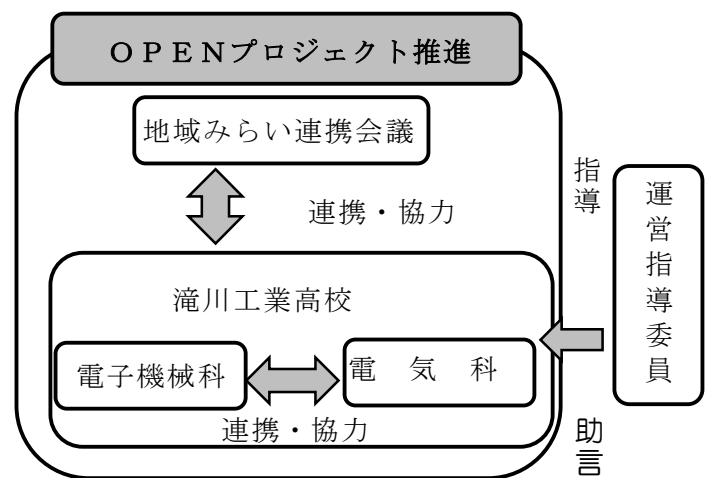 ＯＰＥＮプロジェクト推進
地域みらい連携会議
連携・協力
滝川工業高校
電子機械科
電　気　科
連携・協力
指導
助言
運営指導委員